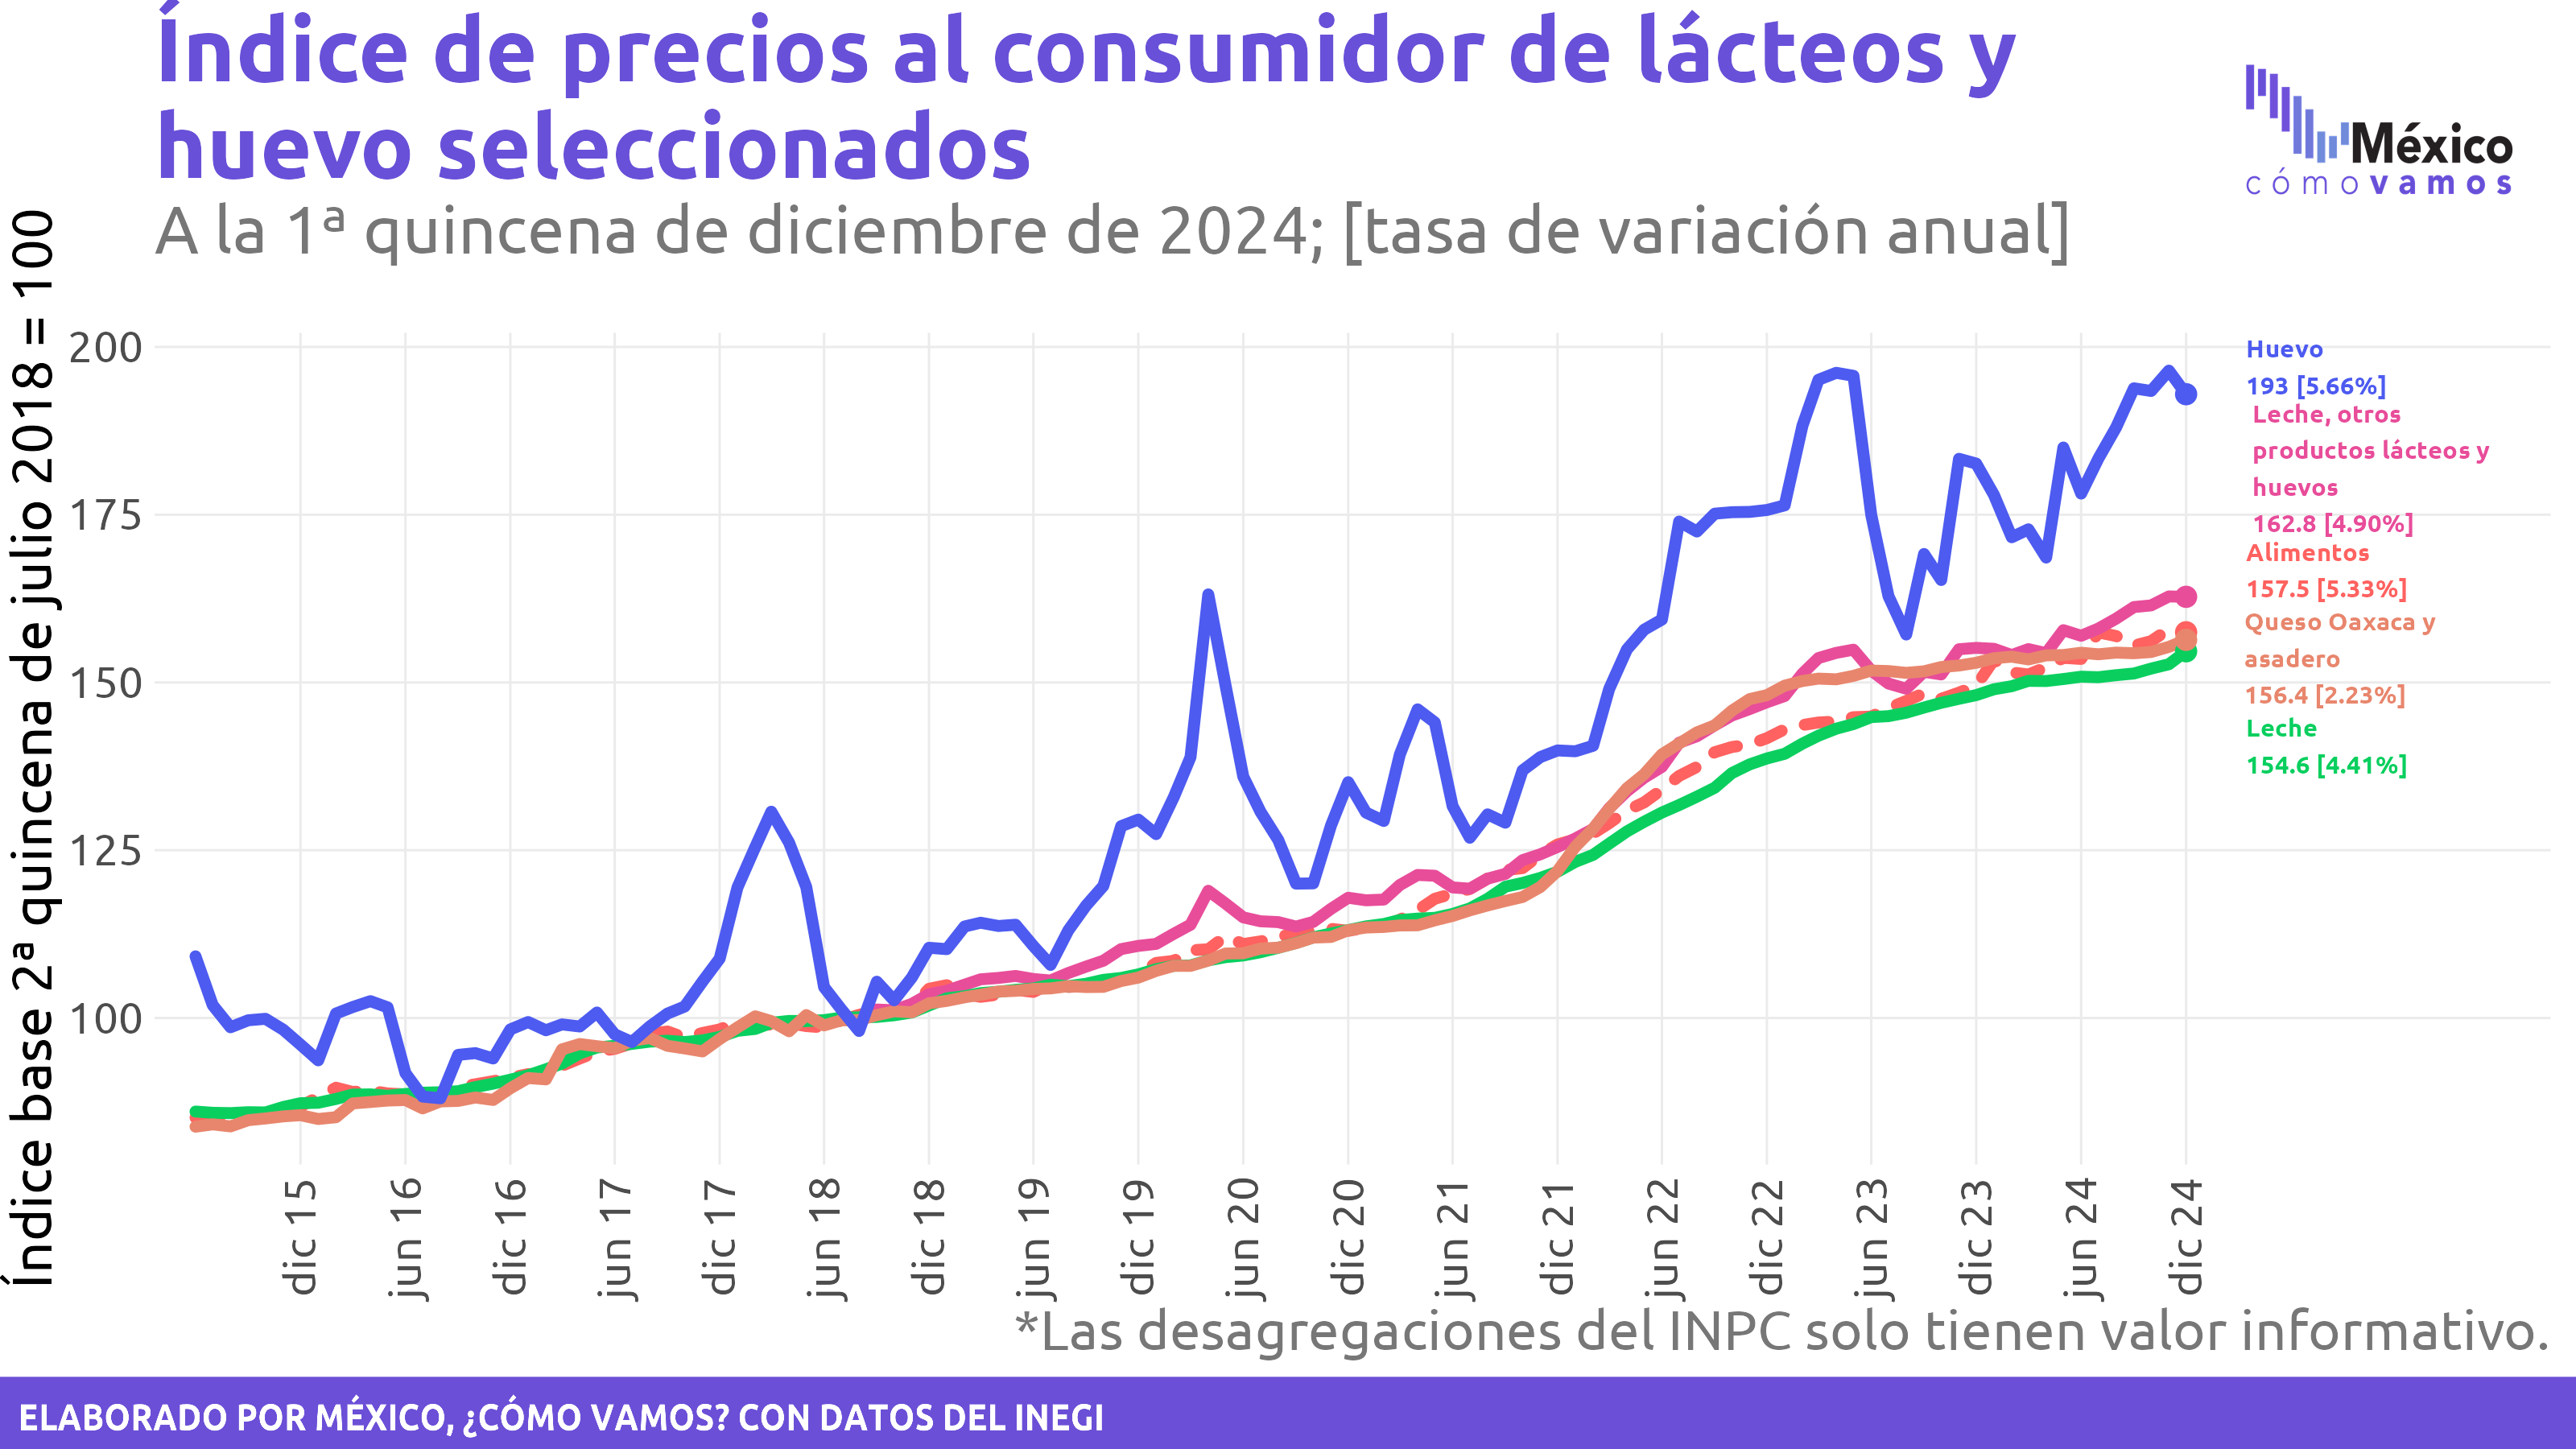 Índice de precios al consumidor de lácteos y
huevo seleccionados
A la 1ª quincena de diciembre de 2024; [tasa de variación anual]
México
cómo vamos
Índice base 2ª quincena de julio 2018 = 100
200
175
150
125
100
Huevo
193 [5.66%]
Leche, otros
productos lácteos y
huevos
162.8 [4.90%]
Alimentos
157.5 [5.33%]
Queso Oaxaca y
asadero
156.4 [2.23%]
Leche
154.6 [4.41%]
dic 15
jun 16
dic 16
jun 17
dic 17
jun 18
dic 18
jun 19
dic 19
jun 20
dic 20
jun 21
dic 21
jun 22
dic 22
jun 23
dic 23
jun 24
dic 24
*Las desagregaciones del INPC solo tienen valor informativo.
ELABORADO POR MÉXICO, ¿CÓMO VAMOS? CON DATOS DEL INEGI